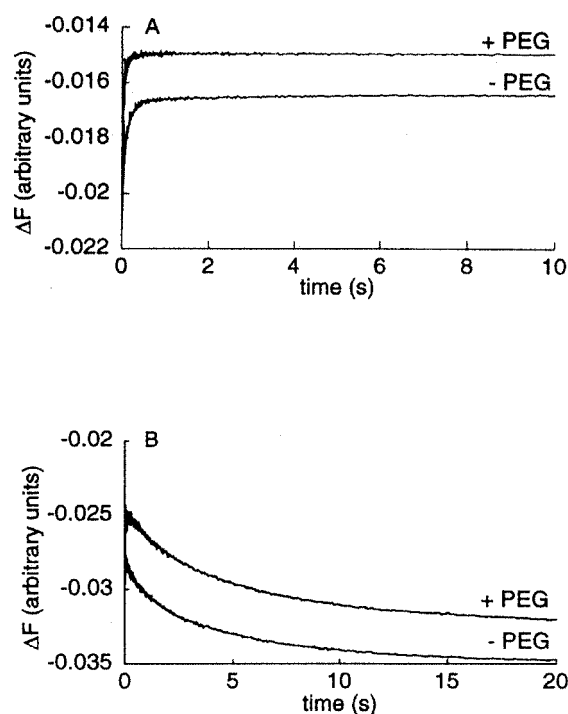 A
-0.014
-0.016
-0.018
-0.02
-0.022
ΔF (arbitrary units)
+ PEG
- PEG
0 2 4 6 8 10
time (s)
B
-0.02
-0.025
-0.03
-0.035
ΔF (arbitrary units)
+ PEG
- PEG
0 5 10 15 20
time (s)